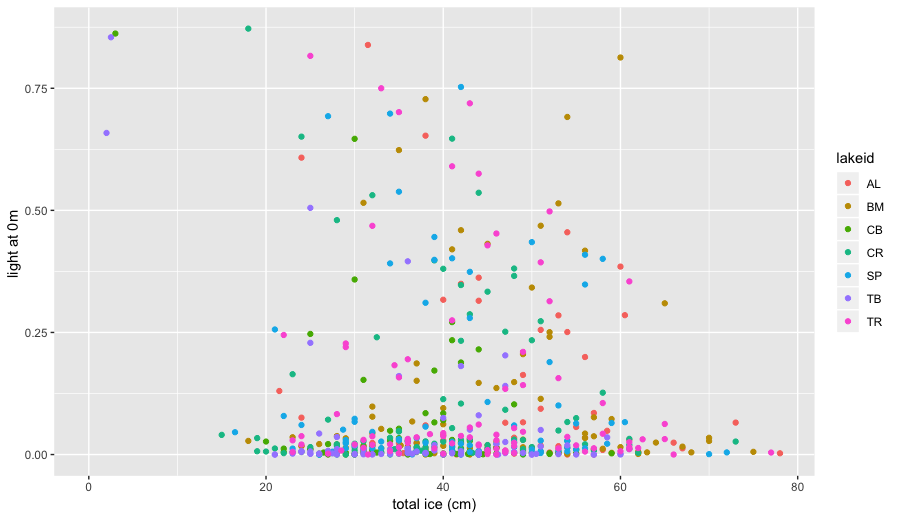 light at 0m
0.75
0.50
0.25
0.00
0
20
40
60
80
total ice (cm)
lakeid
AL
BM
CB
CR
SP
TB
TR